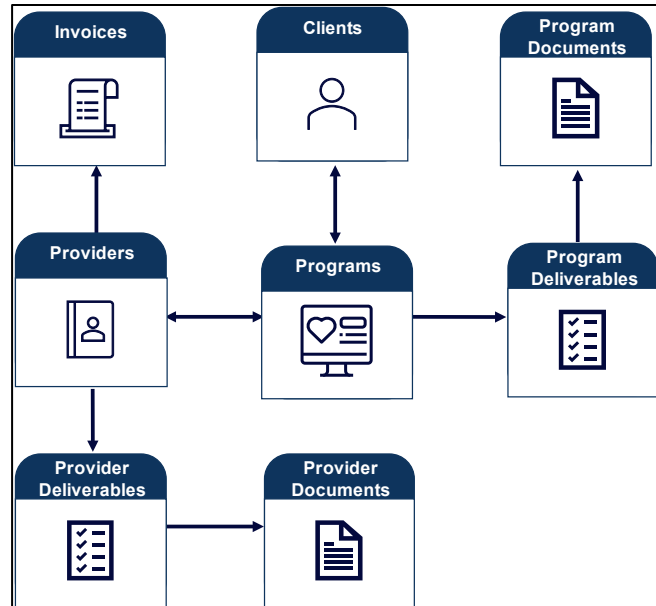 Invoices
Clients
Program
Documents
Providers
Programs
Program
Deliverables
Provider
Deliverables
Provider
Documents